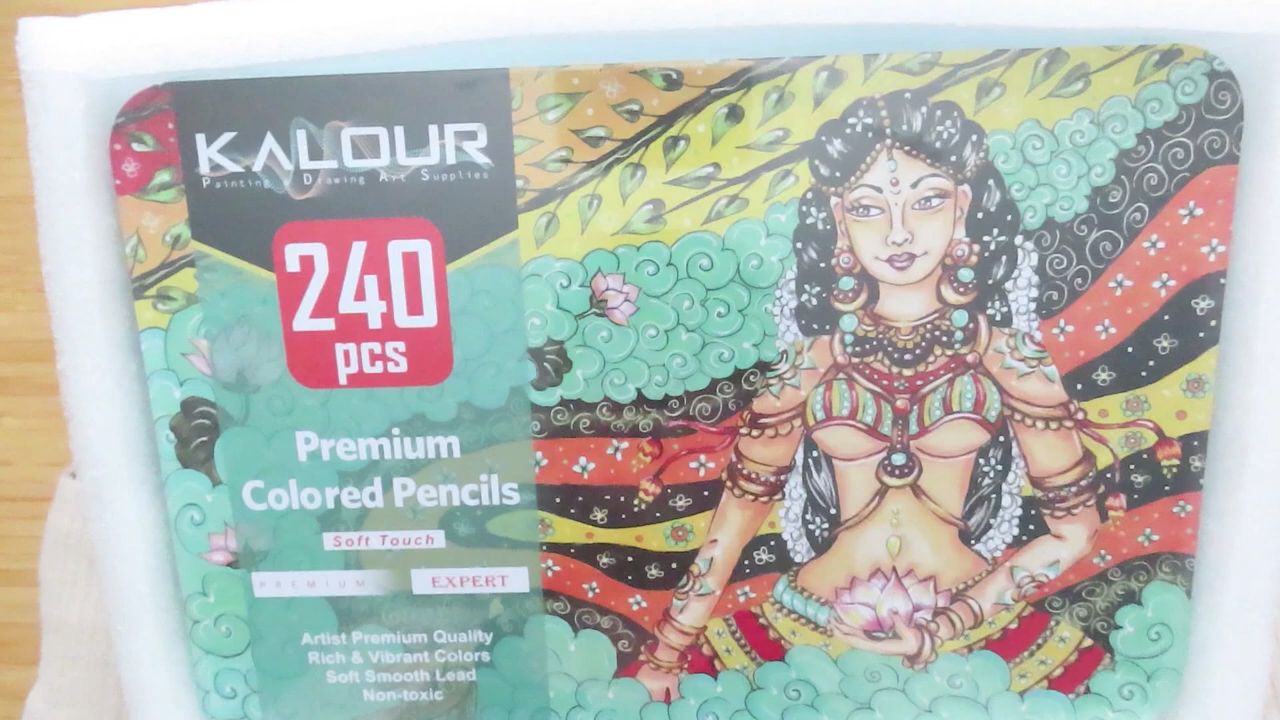 KALOUR
Painting Drawing Art Supplies
240
pcs
Premium
Colored Pencils
Soft Touch
PREMIUM EXPERT
Artist Premium Quality
Rich & Vibrant Colors
Soft Smooth Lead
Non-toxic